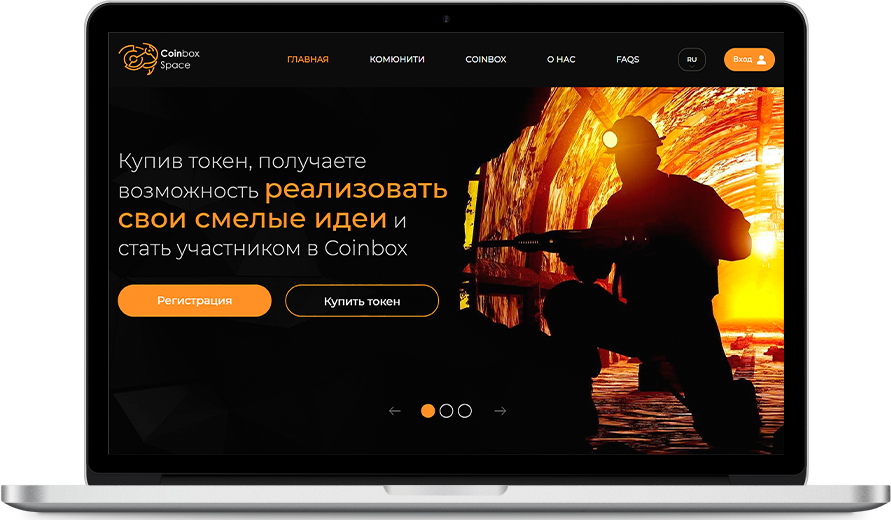 Coinbox
Space
ГЛАВНАЯ
КОМЮНИТИ
COINBOX
О НАС
FAQS
RU
Вход
Купив токен, получаете
возможность реализовать
свои смелые идеи и
стать участником в Coinbox
Регистрация
Купить токен